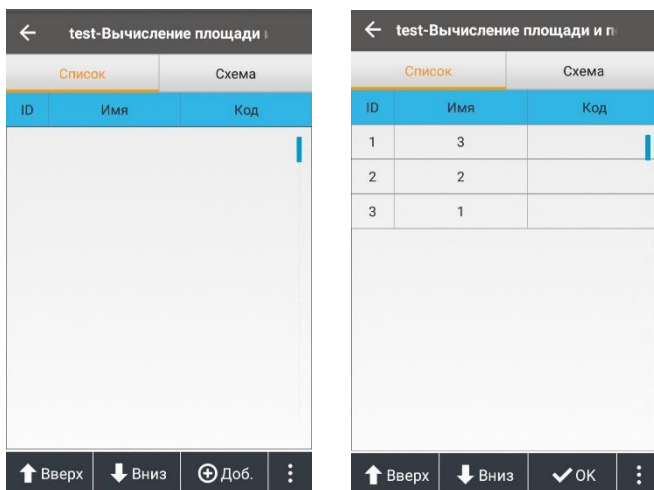 test-Вычисление площади
Список Схема
ID Имя Код
Вверх Вниз Доб.
test-Вычисление площади и п
Список Схема
ID Имя Код
1 3
2 2
3 1
Вверх Вниз OK